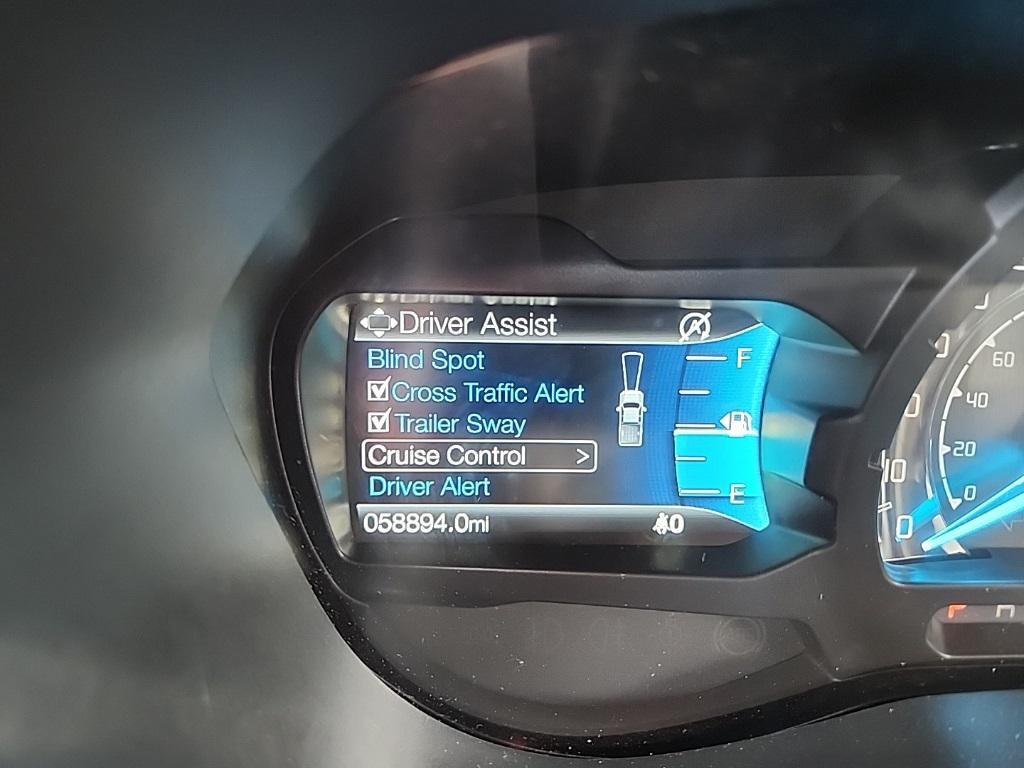 Driver Assist
Blind Spot
Cross Traffic Alert
Trailer Sway
Cruise Control >
Driver Alert
058894.0mi
0
F
E
60
40
20
0
10
0